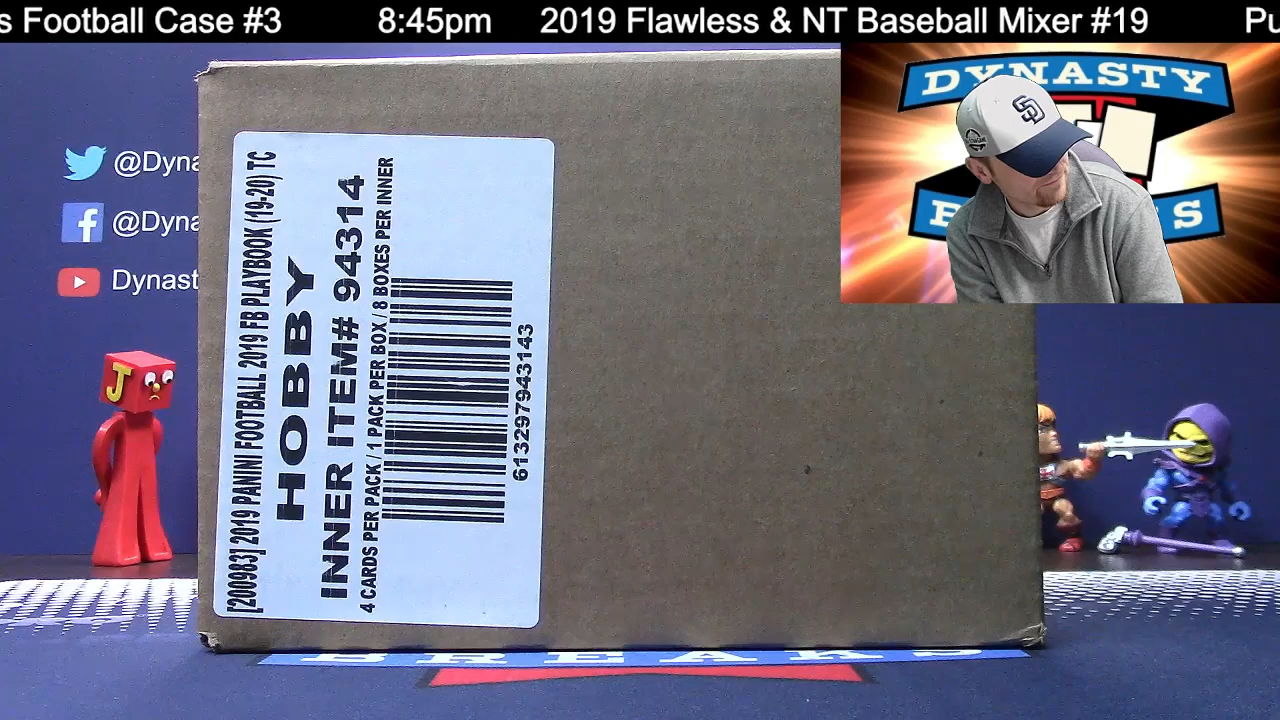 s Football Case #3 8:45pm 2019 Flawless & NT Baseball Mixer #19 Pu
@Dyna
@Dyna
Dynast
[200983] 2019 PANINI FOOTBALL 2019 FB PLAYBOOK (19-20) TC
HOBBY
INNER ITEM# 94314
4 CARDS PER PACK / 1 PACK PER BOX / 8 BOXES PER INNER
613297943143
DYNASTY
B S
SD
J
BREAKS